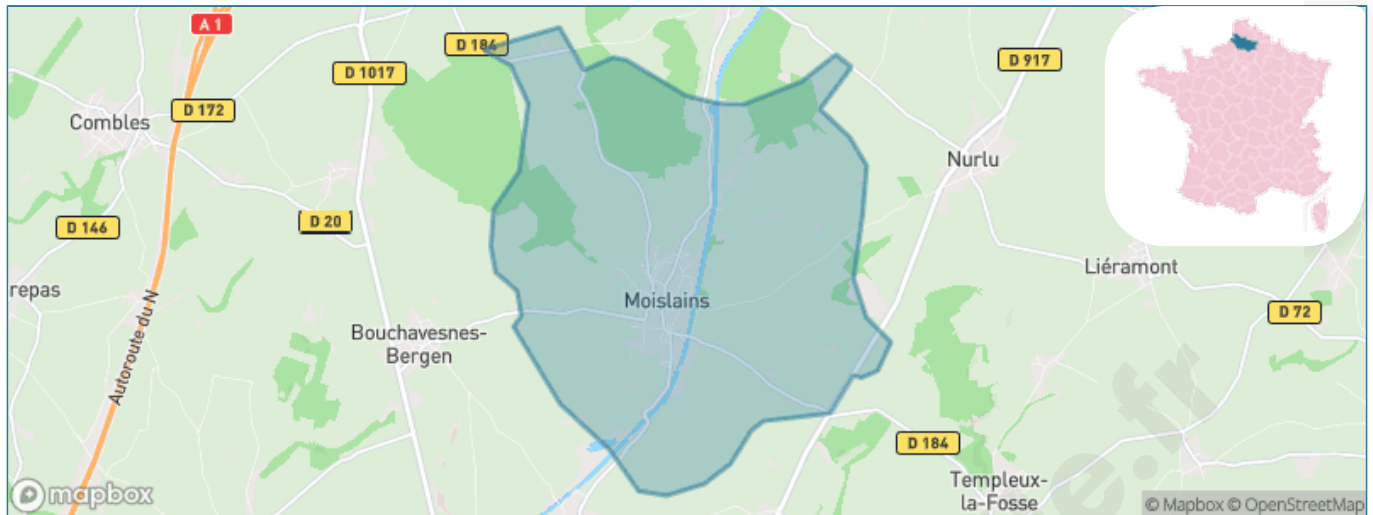 A 1
D 184
D 1017
D 917
D 172
Combles
Nurlu
D 20
D 146
Liéramont
repas
Moislains
D 72
Bouchavesnes-
Bergen
Autoroute du N
D 184
Templeux-
la-Fosse
mapbox
© Mapbox © OpenStreetMap
e.fr